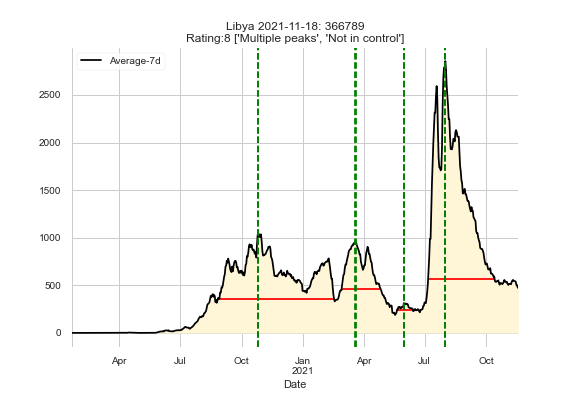 Libya 2021-11-18: 366789
Rating:8 ['Multiple peaks', 'Not in control']
Average-7d
2500
2000
1500
1000
500
0
Apr Jul Oct Jan Apr Jul Oct
2021
Date